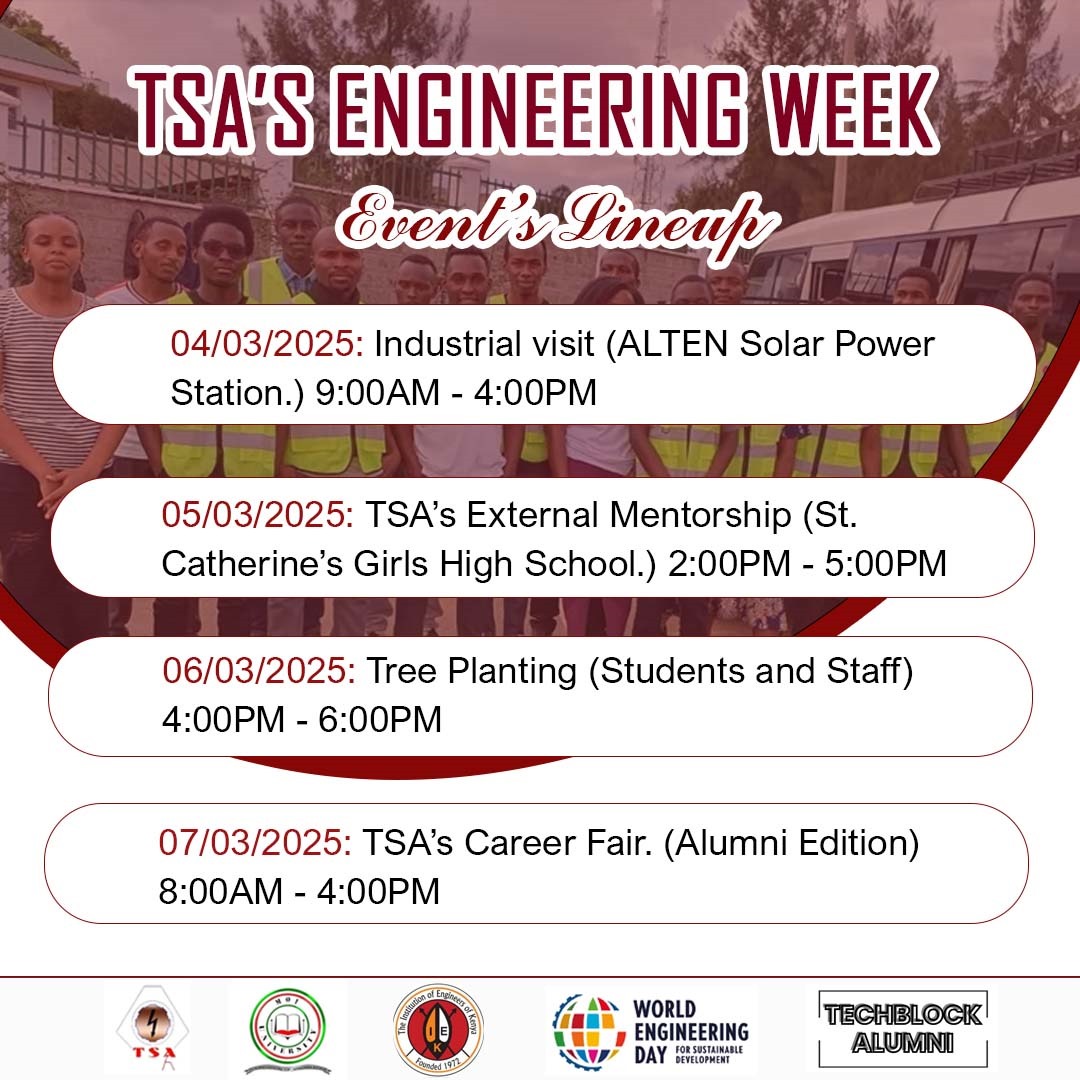 TSA'S ENGINEERING WEEK
Event's Lineup
04/03/2025: Industrial visit (ALTEN Solar Power
Station.) 9:00AM - 4:00PM
05/03/2025: TSA's External Mentorship (St.
Catherine's Girls High School.) 2:00PM - 5:00PM
06/03/2025: Tree Planting (Students and Staff)
4:00PM - 6:00PM
07/03/2025: TSA's Career Fair. (Alumni Edition)
8:00AM - 4:00PM
TSA
MOI UNIVERSITY
The Institution of Engineers of Kenya
IEK
Founded 1972
WORLD
ENGINEERING
DAY FOR SUSTAINABLE
DEVELOPMENT
TECHBLOCK
ALUMNI